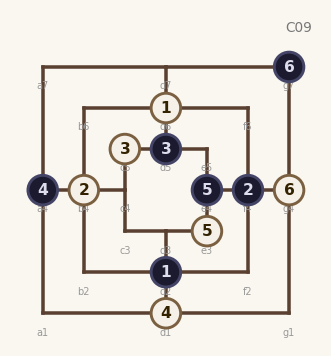 C09
6
a7 d7 g7
1
b6 d6 f6
3 3
c5 d5 e5
4 2 5 2 6
a4 b4 c4 e4 f4 g4
5
c3 d3 e3
1
b2 d2 f2
4
a1 d1 g1